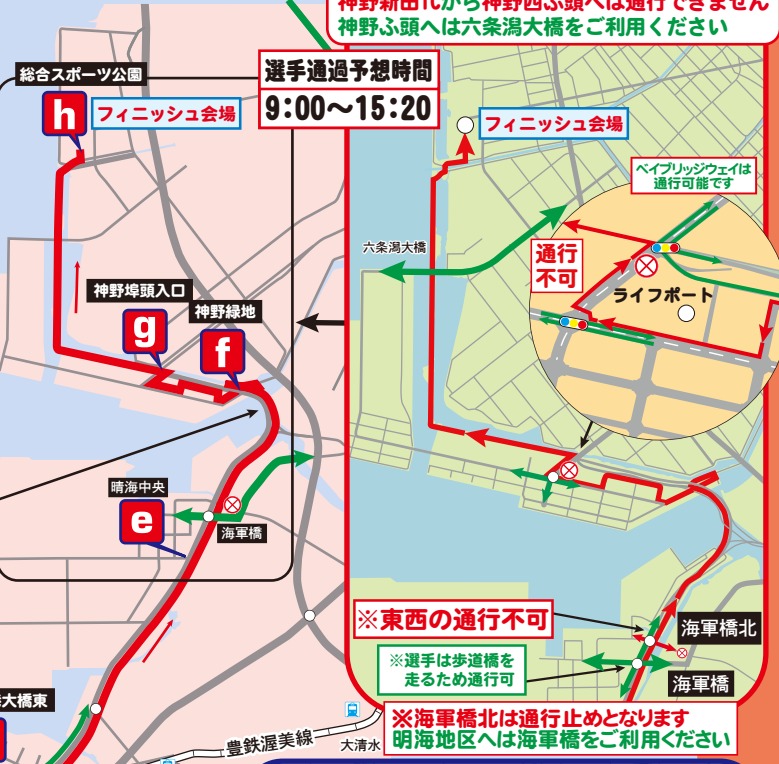 神野新田代から神野西ふ頭へは通行できません
神野ふ頭へは六条潟大橋をご利用ください
選手通過予想時間
9:00〜15:20
総合スポーツ公園
h
フィニッシュ会場
フィニッシュ会場
ベイブリッジウェイは
通行可能です
六条潟大橋
通行
不可
ライフポート
神野埠頭入口
g
神野緑地
f
晴海中央
e
海軍橋
※東西の通行不可
海軍橋北
※選手は歩道橋を
走るため通行可
海軍橋
大橋東
※海軍橋北は通行止めとなります
明海地区へは海軍橋をご利用ください
豊鉄渥美線
大清水